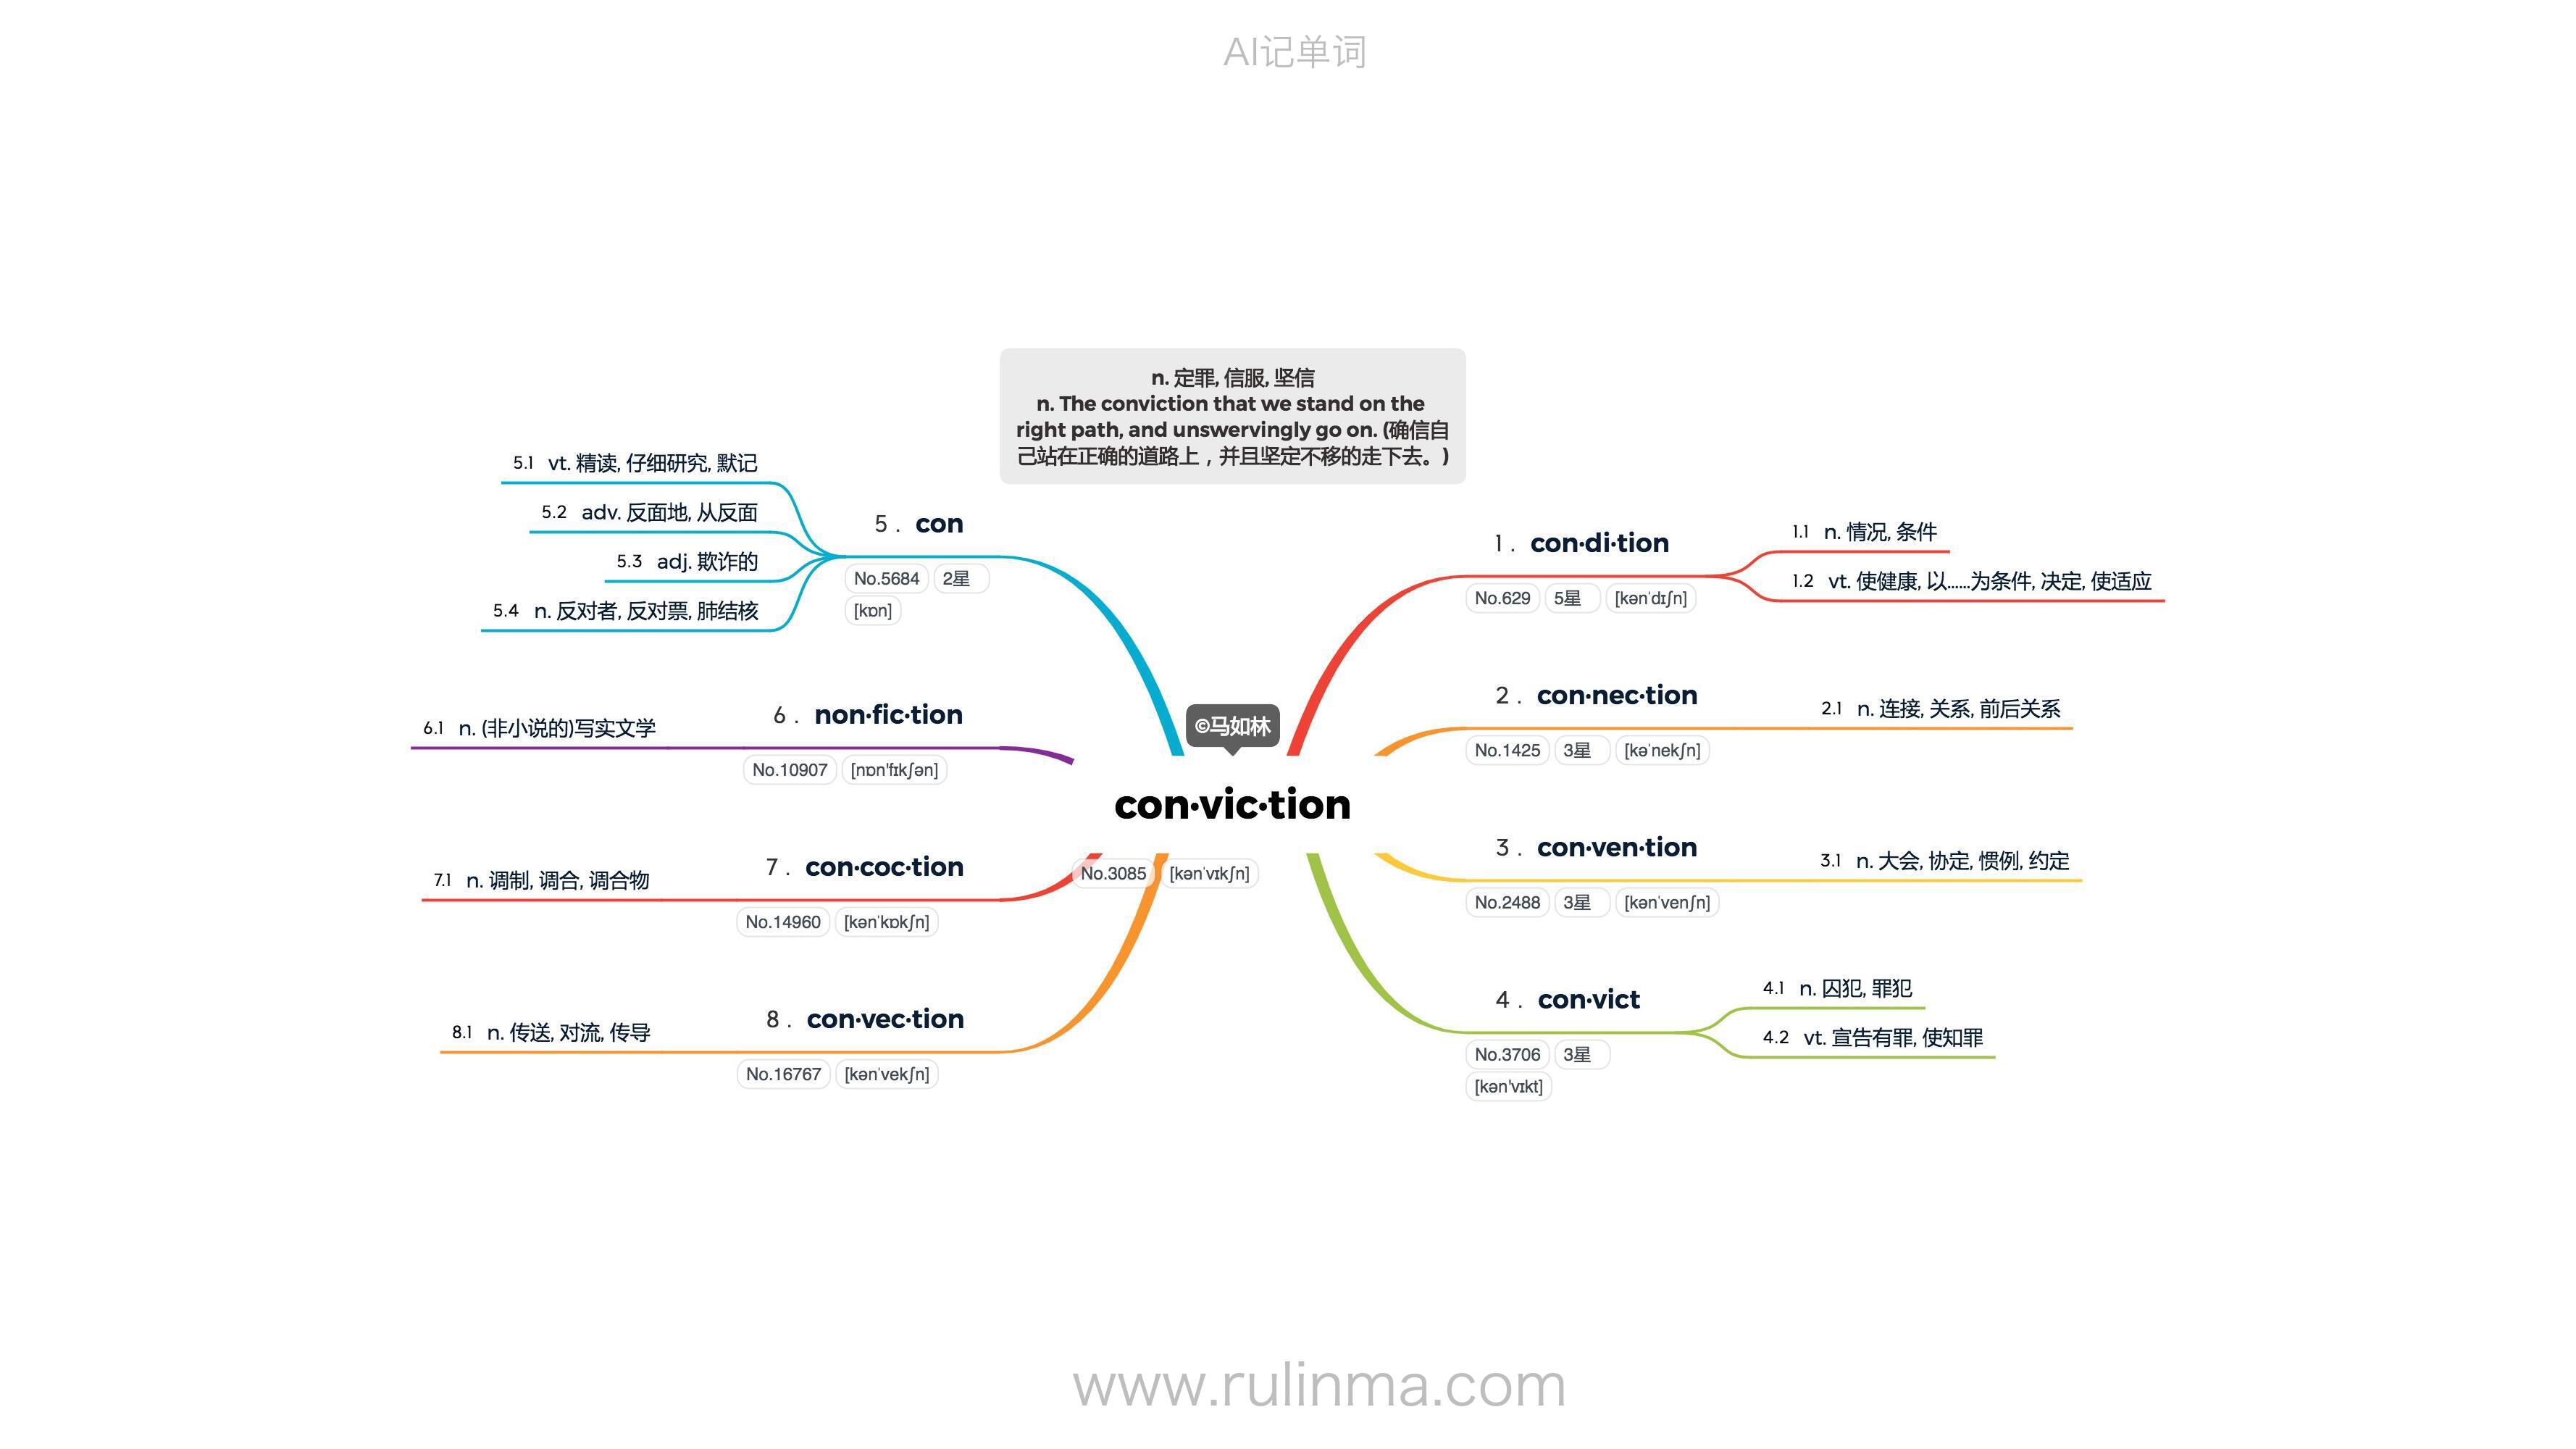 AI记单词
n. 定罪, 信服, 坚信
n. The conviction that we stand on the
right path, and unswervingly go on. (确信自
己站在正确的道路上，并且坚定不移的走下去。)
©马如林
con·vic·tion
No.3085 [kənˈvɪkʃn]
1. con·di·tion
No.629 5星 [kənˈdɪʃn]
1.1 n. 情况, 条件
1.2 vt. 使健康, 以……为条件, 决定, 使适应
2. con·nec·tion
No.1425 3星 [kəˈnekʃn]
2.1 n. 连接, 关系, 前后关系
3. con·ven·tion
No.2488 3星 [kənˈvenʃn]
3.1 n. 大会, 协定, 惯例, 约定
4. con·vict
No.3706 3星
[kən'vɪkt]
4.1 n. 囚犯, 罪犯
4.2 vt. 宣告有罪, 使知罪
5. con
No.5684 2星
[kɒn]
5.1 vt. 精读, 仔细研究, 默记
5.2 adv. 反面地, 从反面
5.3 adj. 欺诈的
5.4 n. 反对者, 反对票, 肺结核
6. non·fic·tion
No.10907 [nɒn'fɪkʃən]
6.1 n. (非小说的)写实文学
7. con·coc·tion
No.14960 [kənˈkɒkʃn]
7.1 n. 调制, 调合, 调合物
8. con·vec·tion
No.16767 [kənˈvekʃn]
8.1 n. 传送, 对流, 传导
www.rulinma.com